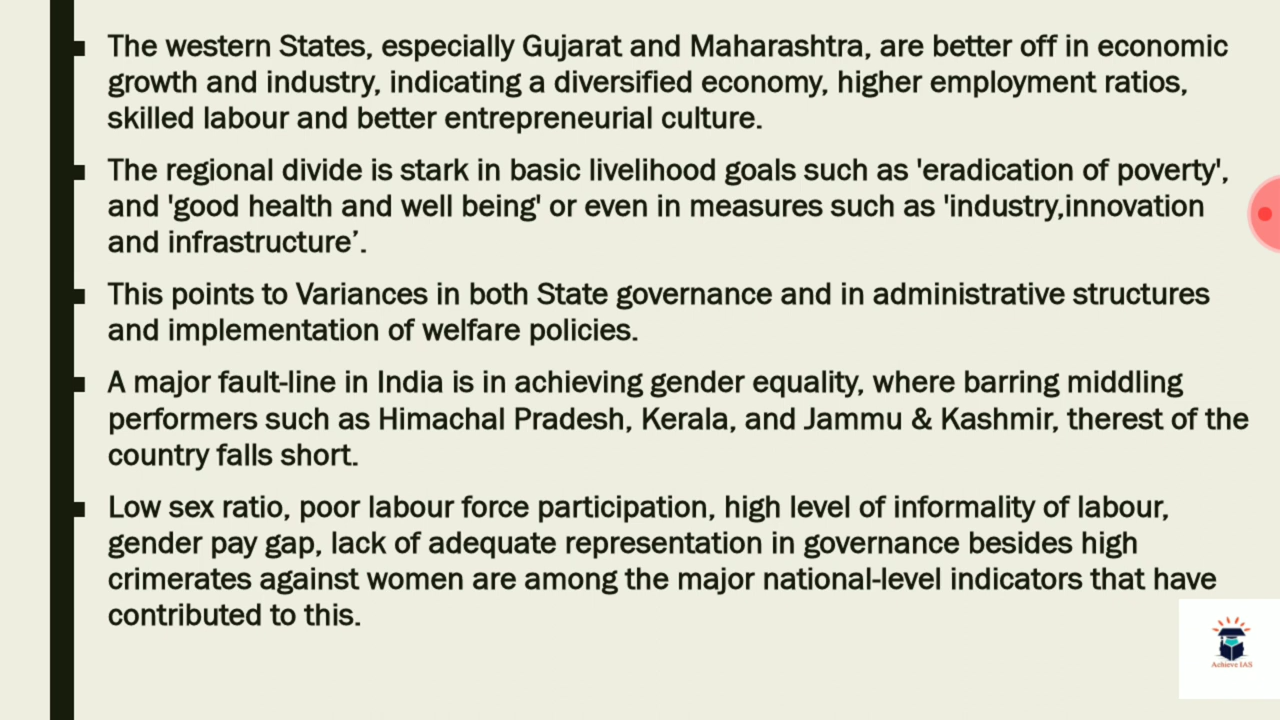 The western States, especially Gujarat and Maharashtra, are better off in economic
growth and industry, indicating a diversified economy, higher employment ratios,
skilled labour and better entrepreneurial culture.
The regional divide is stark in basic livelihood goals such as 'eradication of poverty',
and 'good health and well being' or even in measures such as 'industry,innovation
and infrastructure’.
This points to Variances in both State governance and in administrative structures
and implementation of welfare policies.
A major fault-line in India is in achieving gender equality, where barring middling
performers such as Himachal Pradesh, Kerala, and Jammu & Kashmir, therest of the
country falls short.
Low sex ratio, poor labour force participation, high level of informality of labour,
gender pay gap, lack of adequate representation in governance besides high
crimerates against women are among the major national-level indicators that have
contributed to this.
Achieve IAS